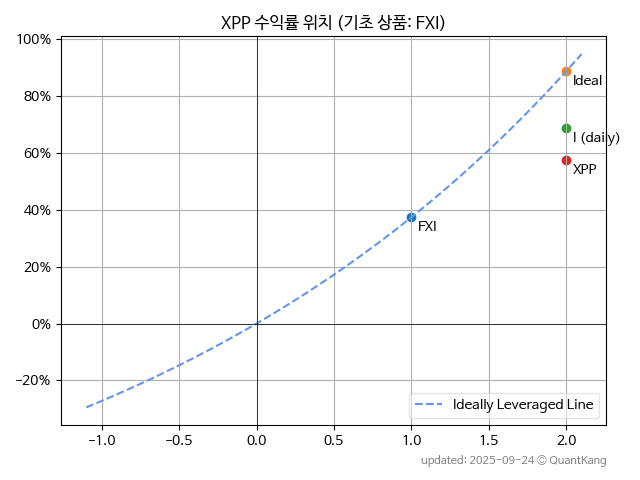 XPP 수익률 위치 (기초 상품: FXI)
100%
80%
60%
40%
20%
0%
−20%
Ideal
I (daily)
XPP
FXI
Ideally Leveraged Line
−1.0 −0.5 0.0 0.5 1.0 1.5 2.0
updated: 2025-09-24 © QuantKang